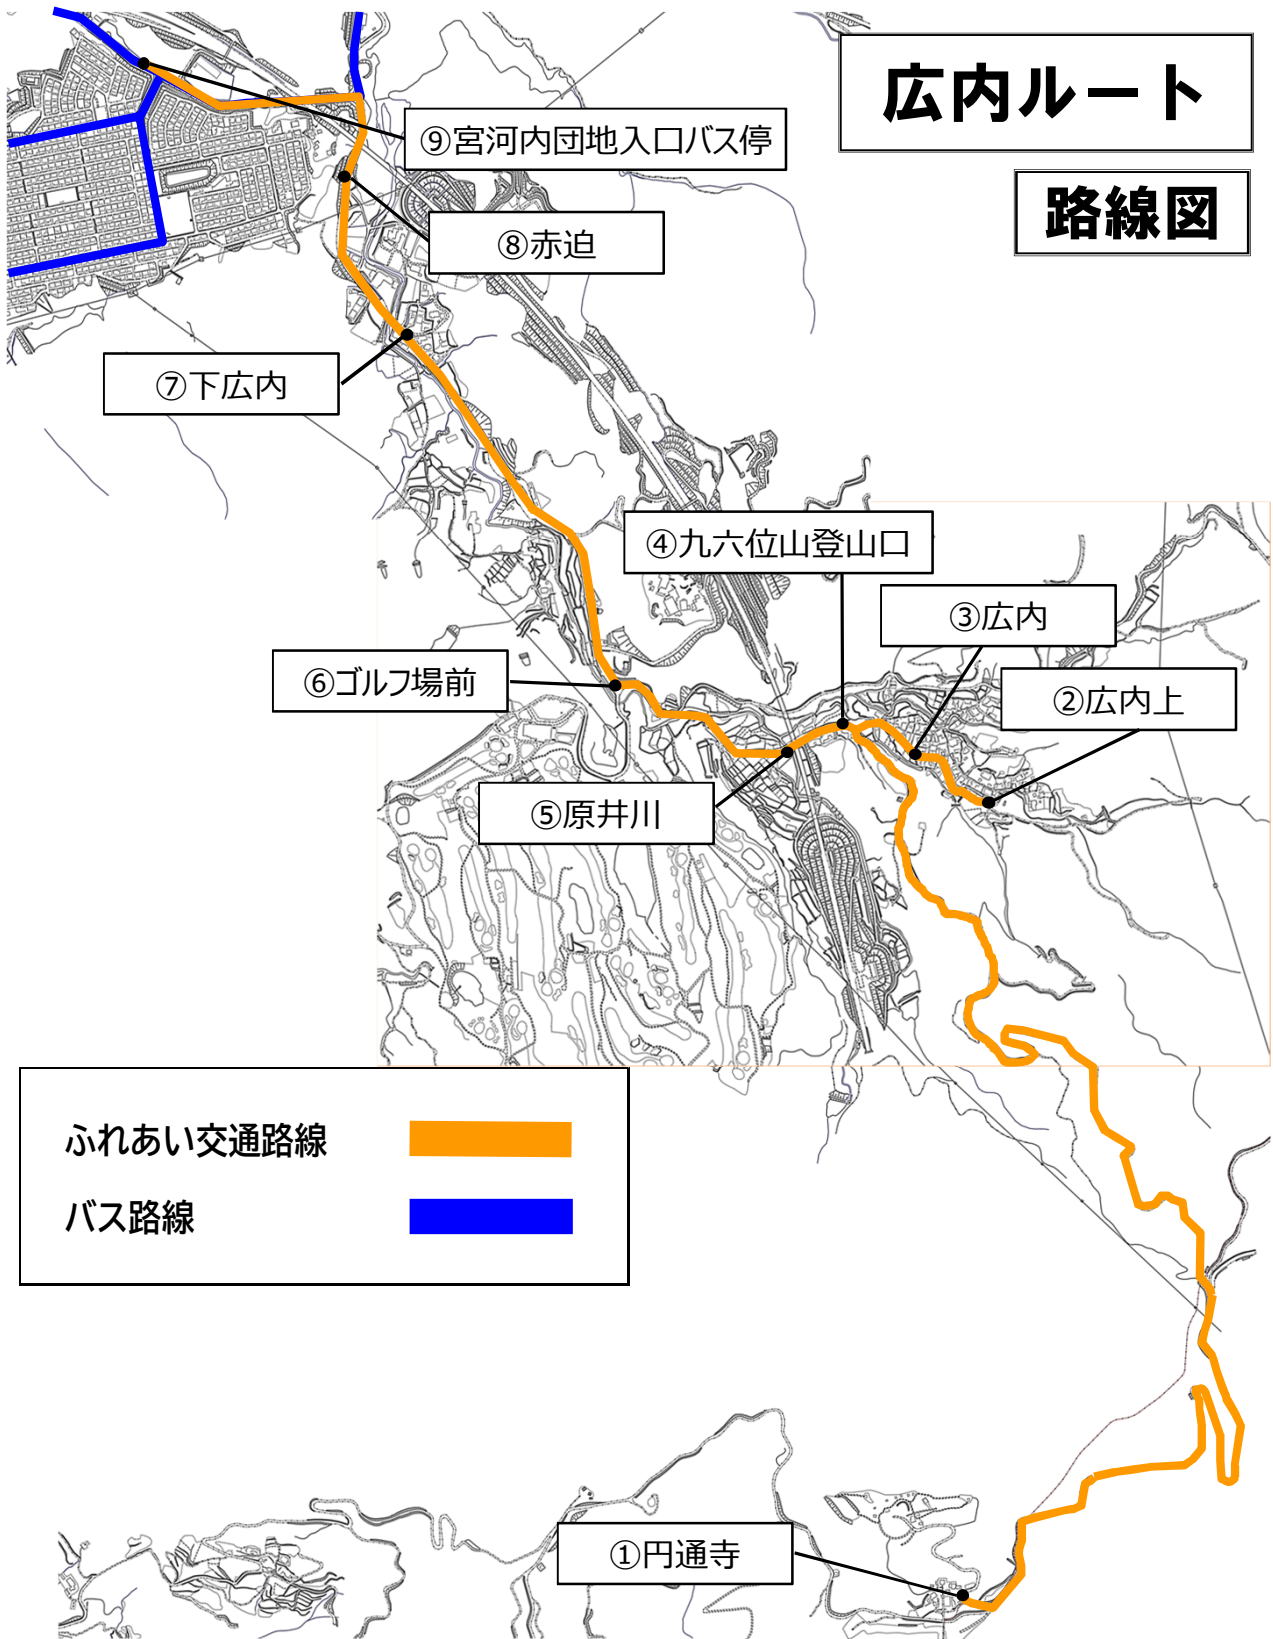 広内ルート
路線図
⑨宮河内団地入口バス停
⑧赤迫
⑦下広内
④九六位山登山口
③広内
⑥ゴルフ場前
②広内上
⑤原井川
ふれあい交通路線
バス路線
①円通寺